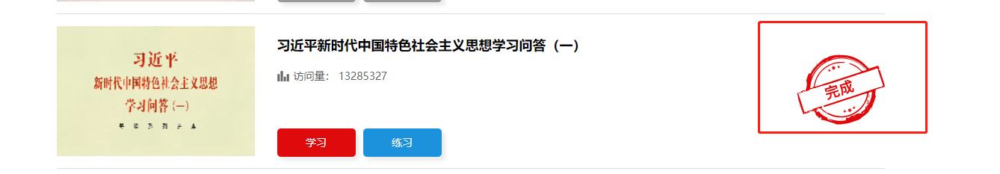 习近平
新时代中国特色社会主义思想
学习问答(一)
习近平新时代中国特色社会主义思想学习问答（一）
访问量： 13285327
学习
练习
完成